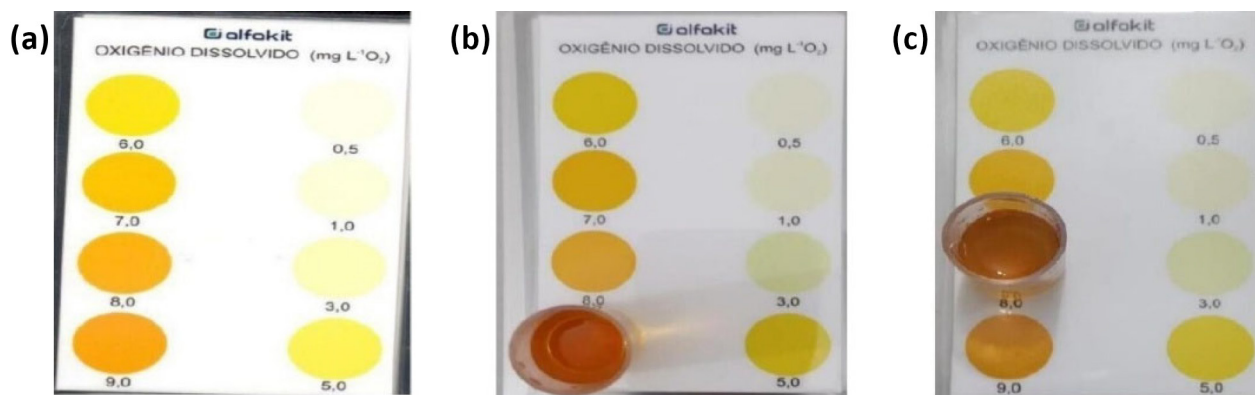 (a)
alfakit
OXIGÊNIO DISSOLVIDO (mg L⁻¹O₂)
6,0 0,5
7,0 1,0
8,0 3,0
9,0 5,0
(b)
alfakit
OXIGÊNIO DISSOLVIDO (mg L⁻¹O₂)
6,0 0,5
7,0 1,0
8,0 3,0
5,0
(c)
alfakit
OXIGÊNIO DISSOLVIDO (mg L⁻¹O₂)
6,0 0,5
1,0
8,0 3,0
9,0 5,0